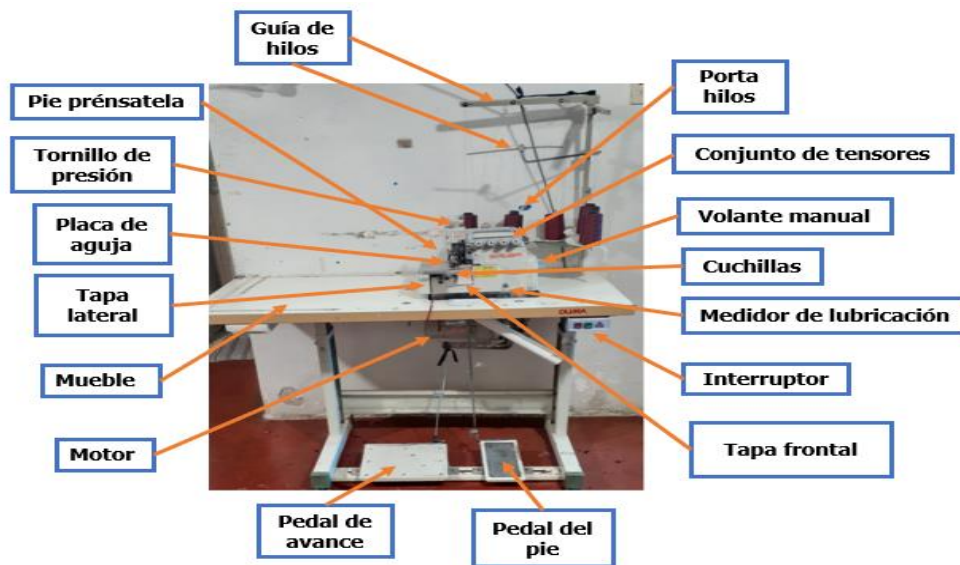 Guía de
hilos
Porta
hilos
Pie prénsatela
Tornillo de
presión
Conjunto de tensores
Placa de
aguja
Volante manual
Cuchillas
Tapa
lateral
Medidor de lubricación
Mueble
Interruptor
Motor
Tapa frontal
Pedal de
avance
Pedal del
pie